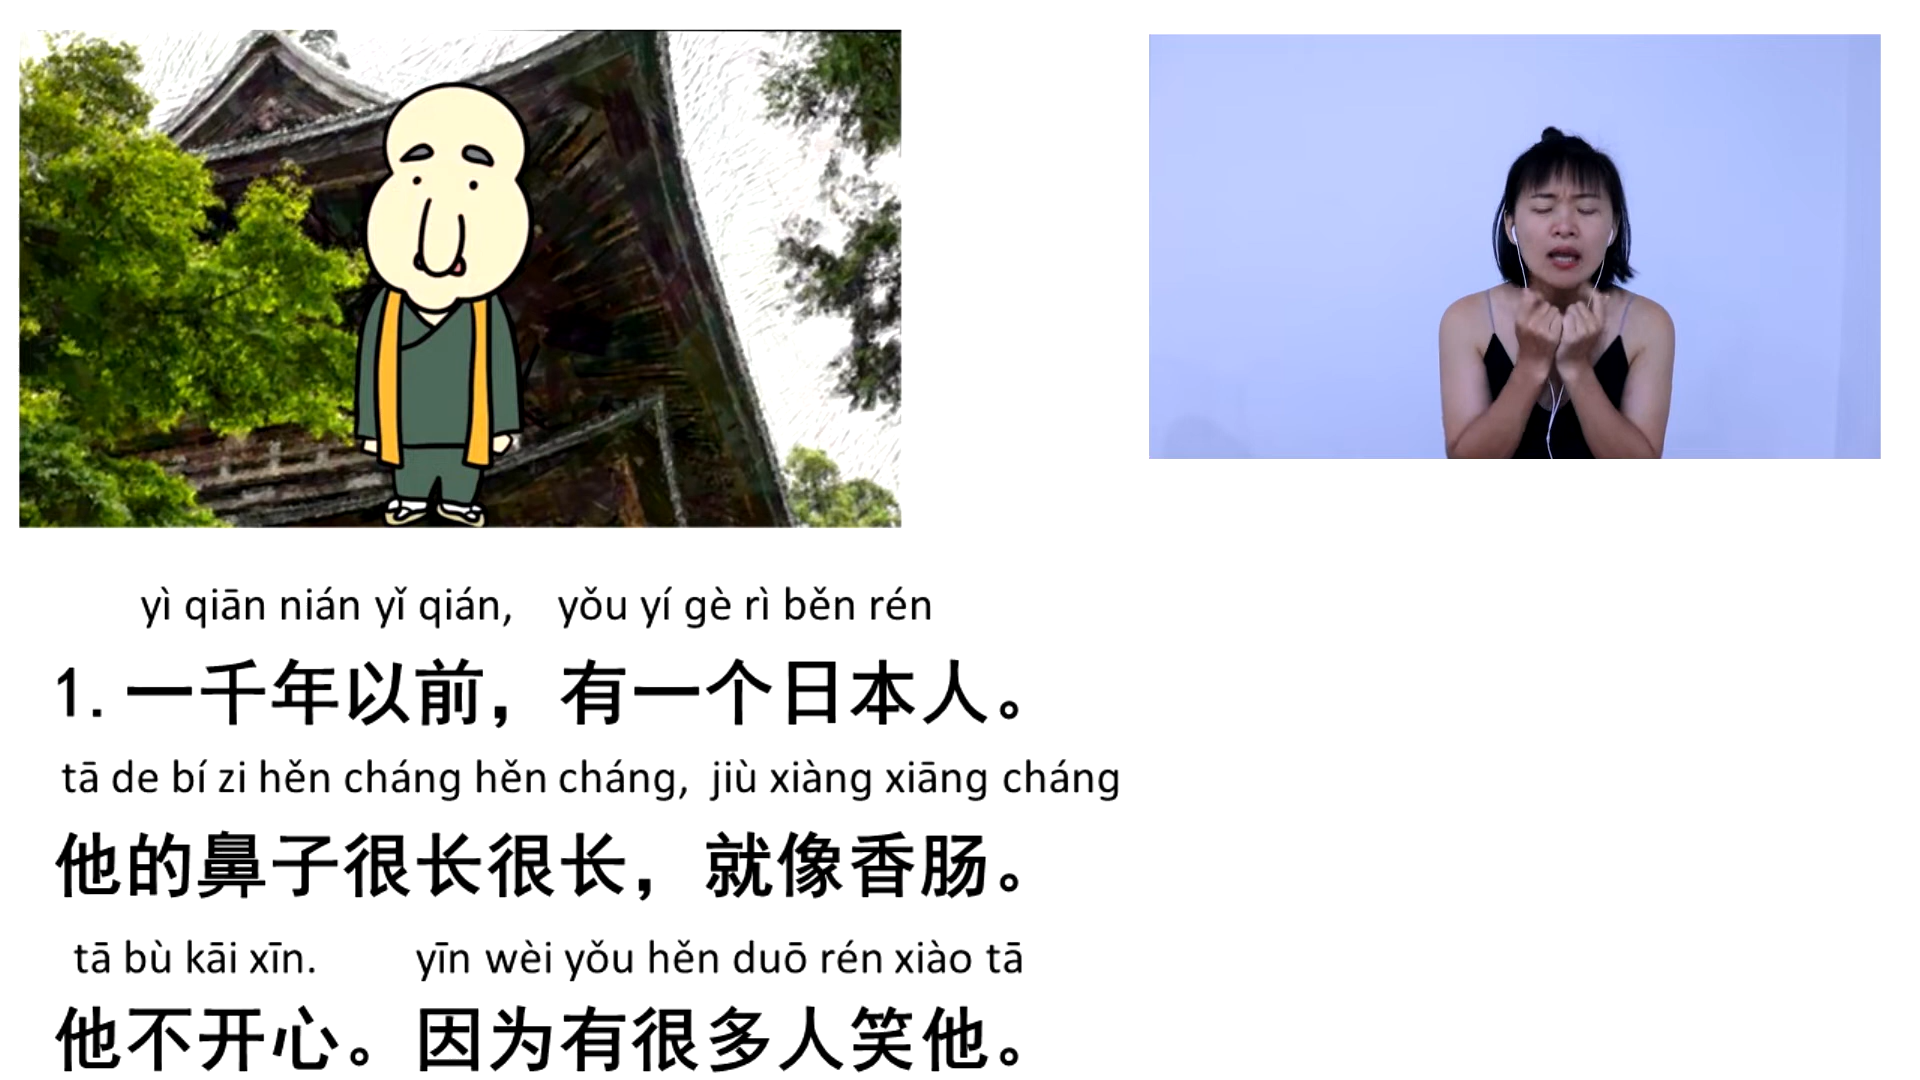 yì qiān nián yǐ qián, yǒu yí gè rì běn rén
1. 一千年以前，有一个日本人。
tā de bí zi hěn cháng hěn cháng, jiù xiàng xiāng cháng
他的鼻子很长很长，就像香肠。
tā bù kāi xīn. yīn wèi yǒu hěn duō rén xiào tā
他不开心。因为有很多人笑他。